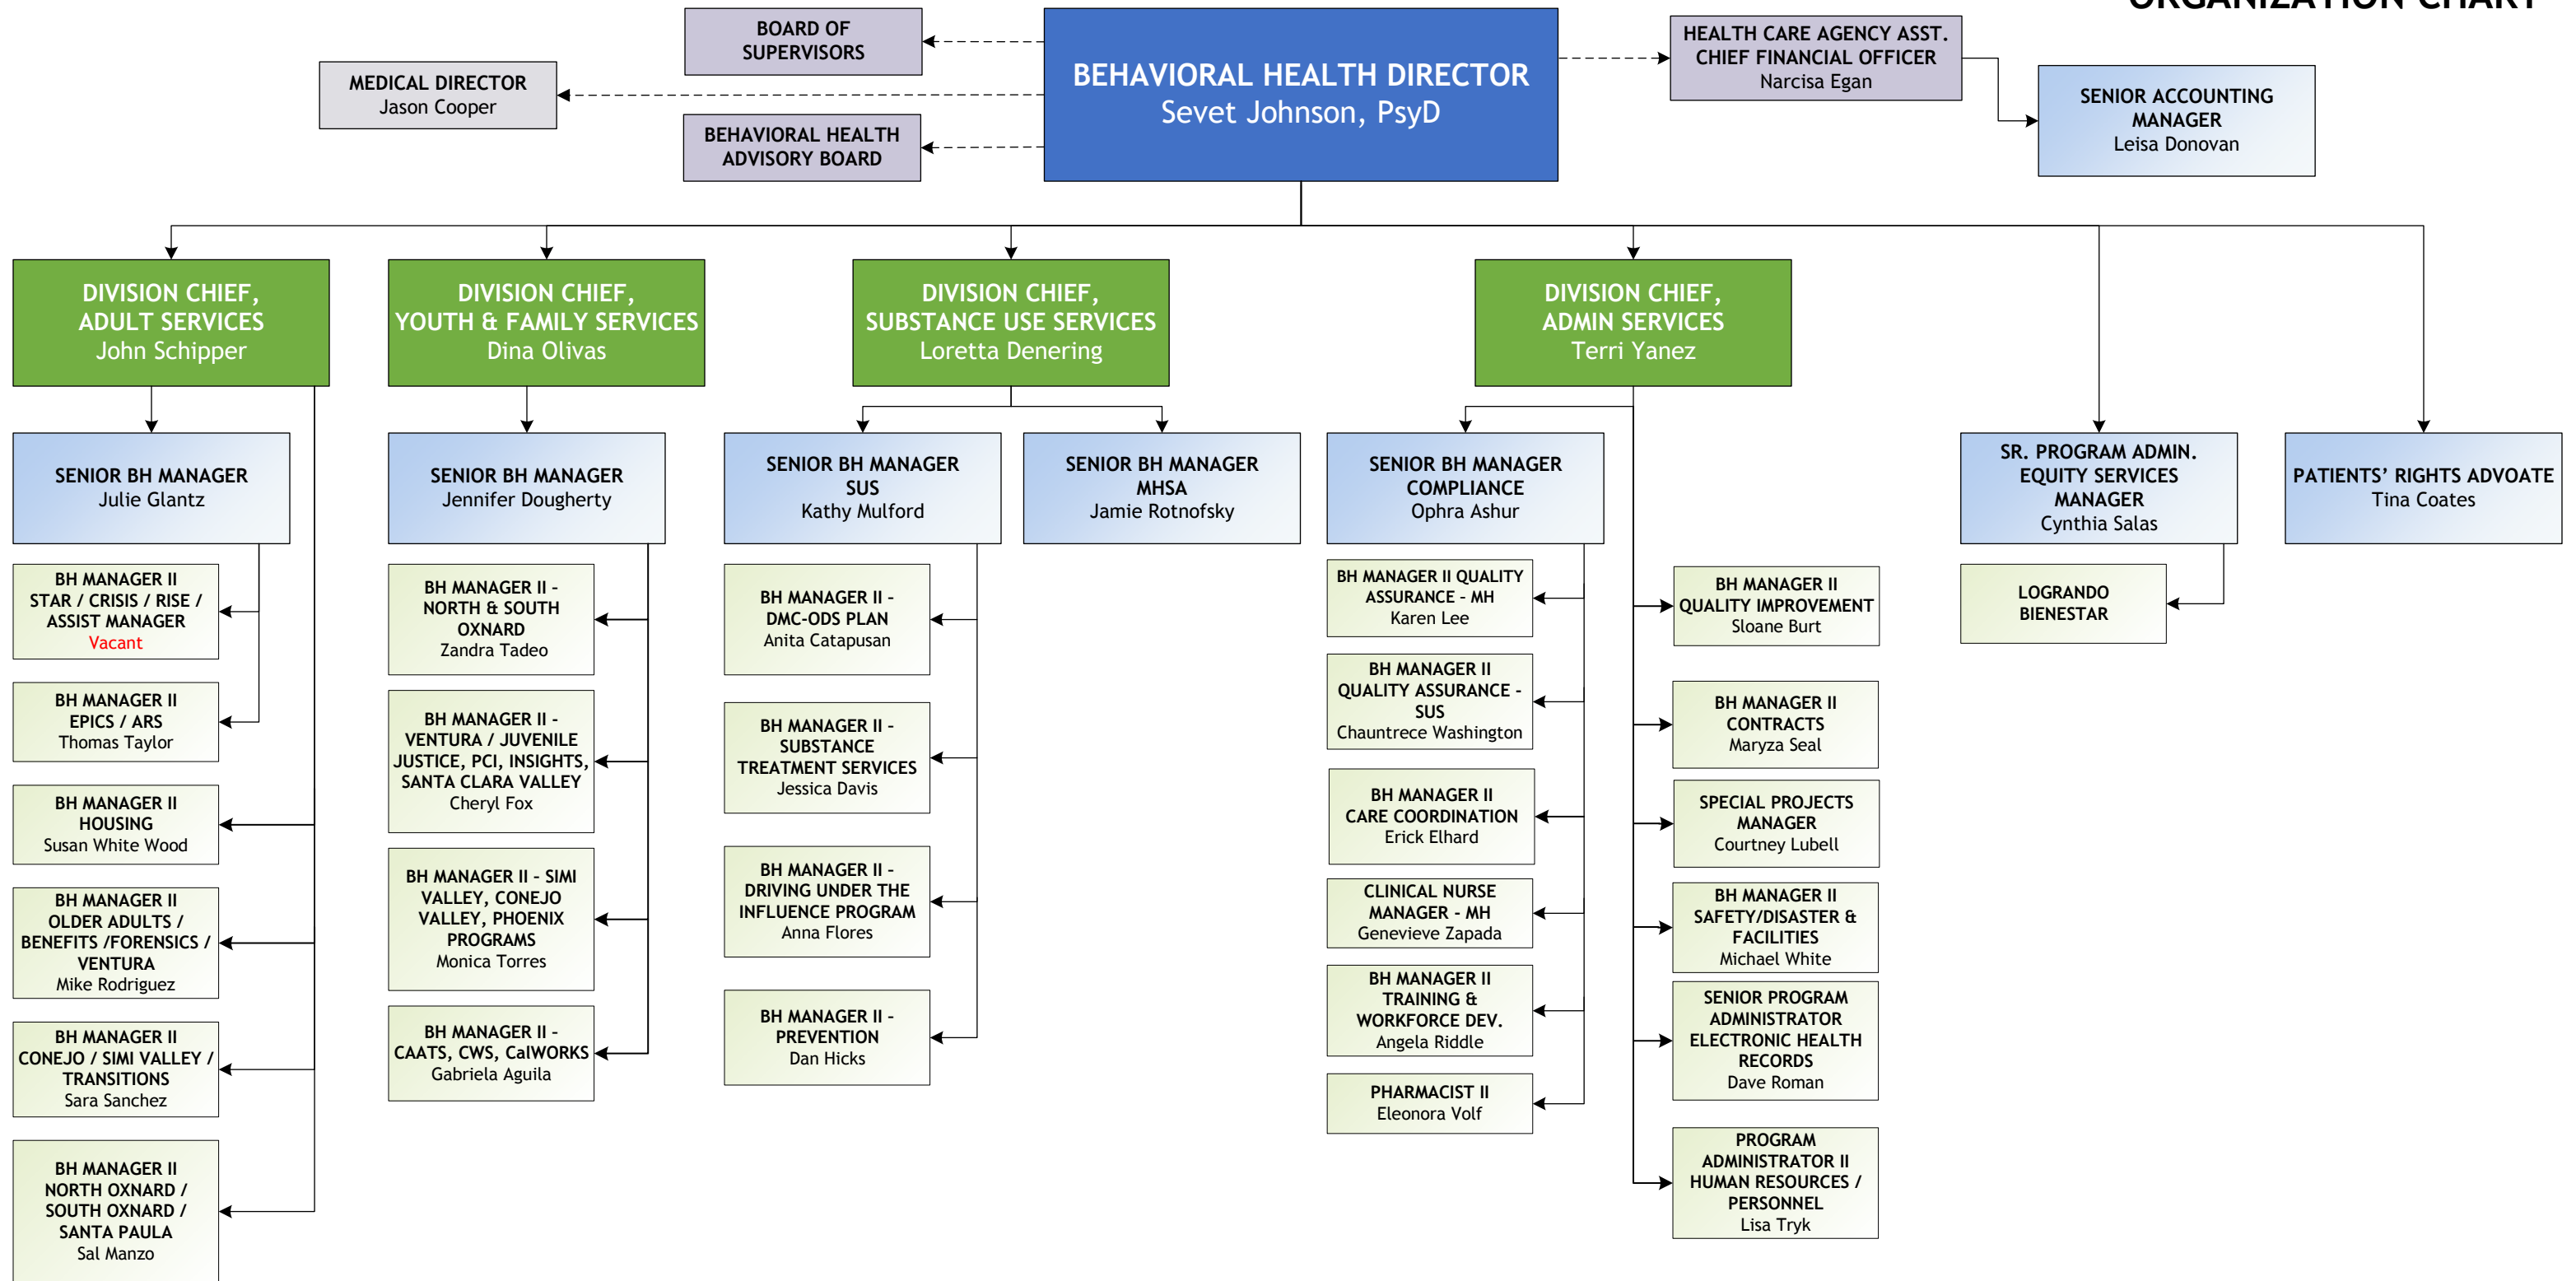 ORGANIZATION CHART
BOARD OF
SUPERVISORS
MEDICAL DIRECTOR
Jason Cooper
BEHAVIORAL HEALTH
ADVISORY BOARD
BEHAVIORAL HEALTH DIRECTOR
Sevet Johnson, PsyD
HEALTH CARE AGENCY ASST.
CHIEF FINANCIAL OFFICER
Narcisa Egan
SENIOR ACCOUNTING
MANAGER
Leisa Donovan
DIVISION CHIEF,
ADULT SERVICES
John Schipper
DIVISION CHIEF,
YOUTH & FAMILY SERVICES
Dina Olivas
DIVISION CHIEF,
SUBSTANCE USE SERVICES
Loretta Denering
DIVISION CHIEF,
ADMIN SERVICES
Terri Yanez
SENIOR BH MANAGER
Julie Glantz
SENIOR BH MANAGER
Jennifer Dougherty
SENIOR BH MANAGER
SUS
Kathy Mulford
SENIOR BH MANAGER
MHSA
Jamie Rotnofsky
SENIOR BH MANAGER
COMPLIANCE
Ophra Ashur
SR. PROGRAM ADMIN.
EQUITY SERVICES
MANAGER
Cynthia Salas
PATIENTS’ RIGHTS ADVOATE
Tina Coates
BH MANAGER II
STAR / CRISIS / RISE /
ASSIST MANAGER
Vacant
BH MANAGER II
EPICS / ARS
Thomas Taylor
BH MANAGER II
HOUSING
Susan White Wood
BH MANAGER II
OLDER ADULTS /
BENEFITS /FORENSICS /
VENTURA
Mike Rodriguez
BH MANAGER II
CONEJO / SIMI VALLEY /
TRANSITIONS
Sara Sanchez
BH MANAGER II
NORTH OXNARD /
SOUTH OXNARD /
SANTA PAULA
Sal Manzo
BH MANAGER II -
NORTH & SOUTH
OXNARD
Zandra Tadeo
BH MANAGER II -
VENTURA / JUVENILE
JUSTICE, PCI, INSIGHTS,
SANTA CLARA VALLEY
Cheryl Fox
BH MANAGER II - SIMI
VALLEY, CONEJO
VALLEY, PHOENIX
PROGRAMS
Monica Torres
BH MANAGER II -
CAATS, CWS, CalWORKS
Gabriela Aguila
BH MANAGER II -
DMC-ODS PLAN
Anita Catapusan
BH MANAGER II -
SUBSTANCE
TREATMENT SERVICES
Jessica Davis
BH MANAGER II -
DRIVING UNDER THE
INFLUENCE PROGRAM
Anna Flores
BH MANAGER II -
PREVENTION
Dan Hicks
BH MANAGER II QUALITY
ASSURANCE - MH
Karen Lee
BH MANAGER II
QUALITY ASSURANCE -
SUS
Chauntrece Washington
BH MANAGER II
CARE COORDINATION
Erick Elhard
CLINICAL NURSE
MANAGER - MH
Genevieve Zapada
BH MANAGER II
TRAINING &
WORKFORCE DEV.
Angela Riddle
PHARMACIST II
Eleonora Volf
BH MANAGER II
QUALITY IMPROVEMENT
Sloane Burt
BH MANAGER II
CONTRACTS
Maryza Seal
SPECIAL PROJECTS
MANAGER
Courtney Lubell
BH MANAGER II
SAFETY/DISASTER &
FACILITIES
Michael White
SENIOR PROGRAM
ADMINISTRATOR
ELECTRONIC HEALTH
RECORDS
Dave Roman
PROGRAM
ADMINISTRATOR II
HUMAN RESOURCES /
PERSONNEL
Lisa Tryk
LOGRANDO
BIENESTAR